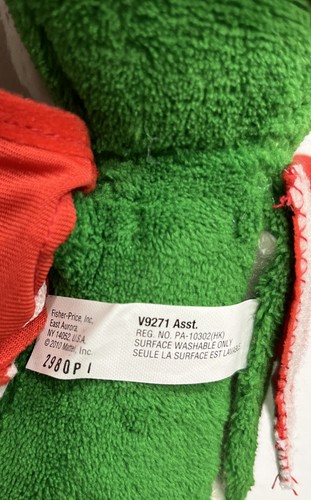 Fisher-Price, Inc.
East Aurora,
NY 14052, U.S.A.
© 2010 Mattel, Inc.
2980P I
V9271 Asst.
REG. NO. PA-10302(HK)
SURFACE WASHABLE ONLY
SEULE LA SURFACE EST LAVABLE